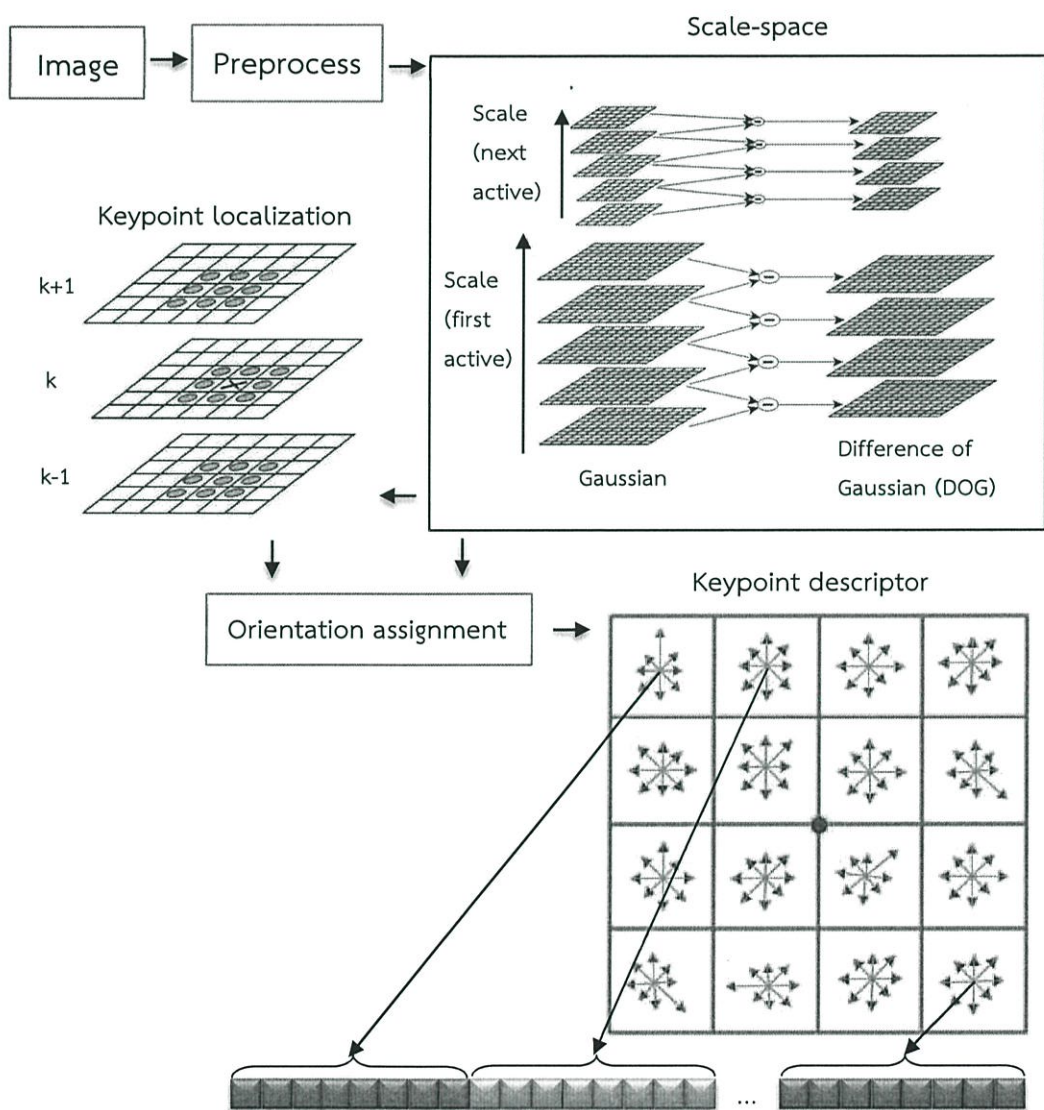 Scale-space
Image
Preprocess
Scale
(next
active)
Scale
(first
active)
Gaussian
Difference of
Gaussian (DOG)
Keypoint localization
k+1
k
k-1
Orientation assignment
Keypoint descriptor
...